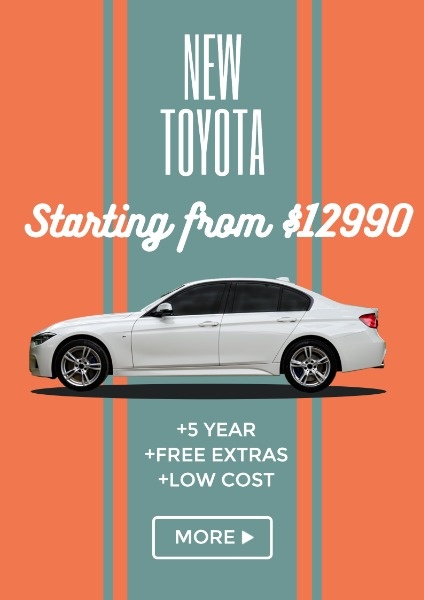 NEW
TOYOTA
Starting from $12990
+5 YEAR
+FREE EXTRAS
+LOW COST
MORE ▶